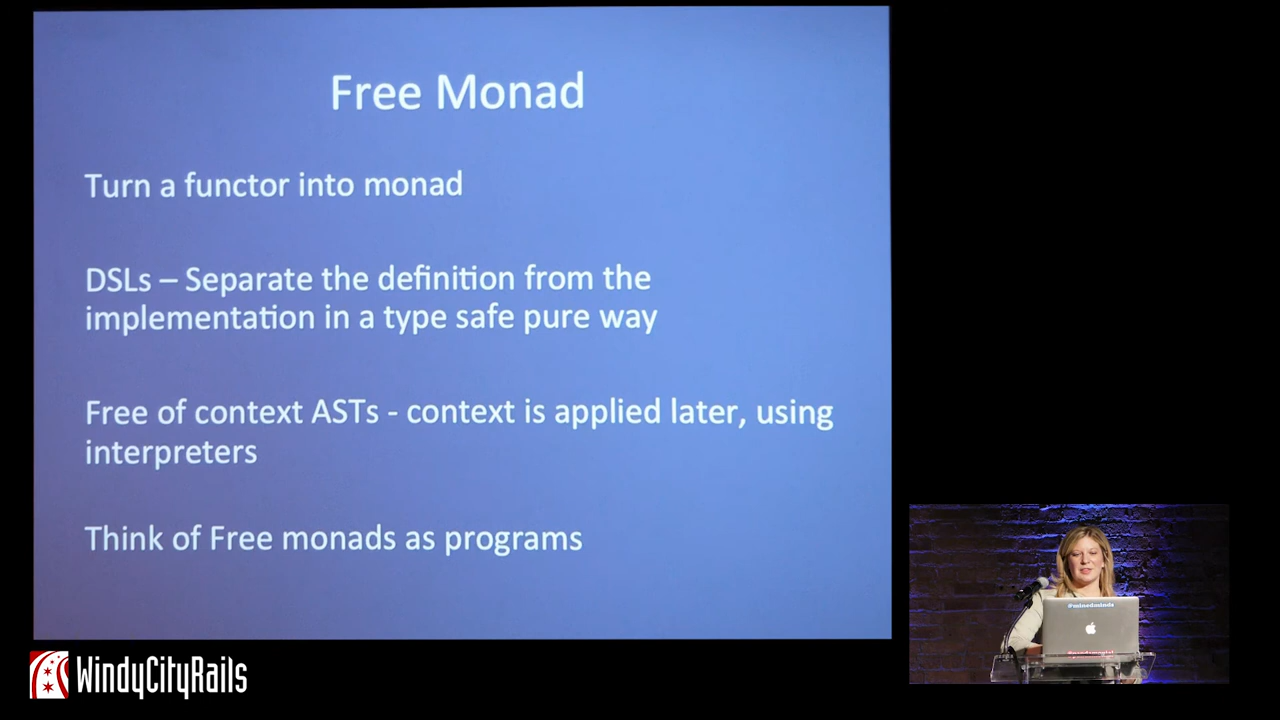 Free Monad
Turn a functor into monad
DSLs – Separate the definition from the
implementation in a type safe pure way
Free of context ASTs - context is applied later, using
interpreters
Think of Free monads as programs
#minedminds
WindyCityRails